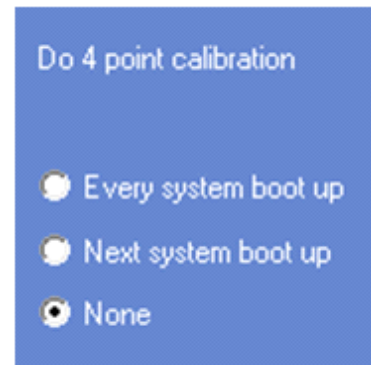 Do 4 point calibration
Every system boot up
Next system boot up
None